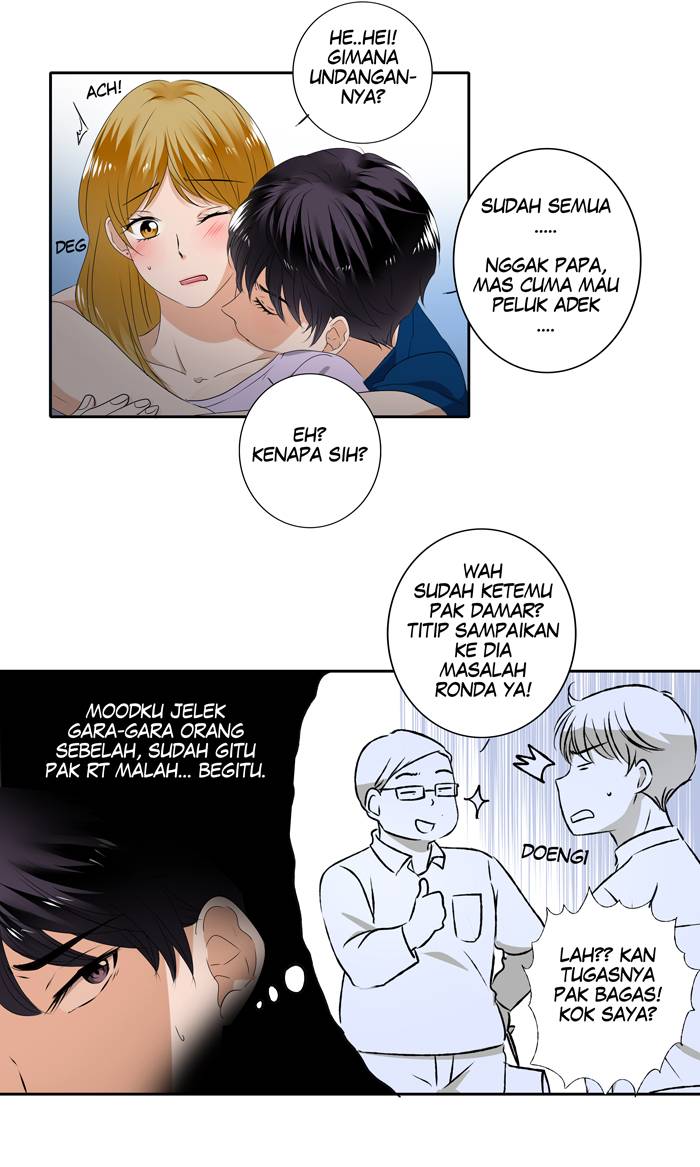 HE..HEI!
GIMANA
UNDANGAN-
NYA?
ACH!
DEG
SUDAH SEMUA
.....
NGGAK PAPA,
MAS CUMA MAU
PELUK ADEK
....
EH?
KENAPA SIH?
WAH
SUDAH KETEMU
PAK DAMAR?
TITIP SAMPAIKAN
KE DIA
MASALAH
RONDA YA!
MOODKU JELEK
GARA-GARA ORANG
SEBELAH, SUDAH GITU
PAK RT MALAH... BEGITU.
DOENG!
LAH?? KAN
TUGASNYA
PAK BAGAS!
KOK SAYA?